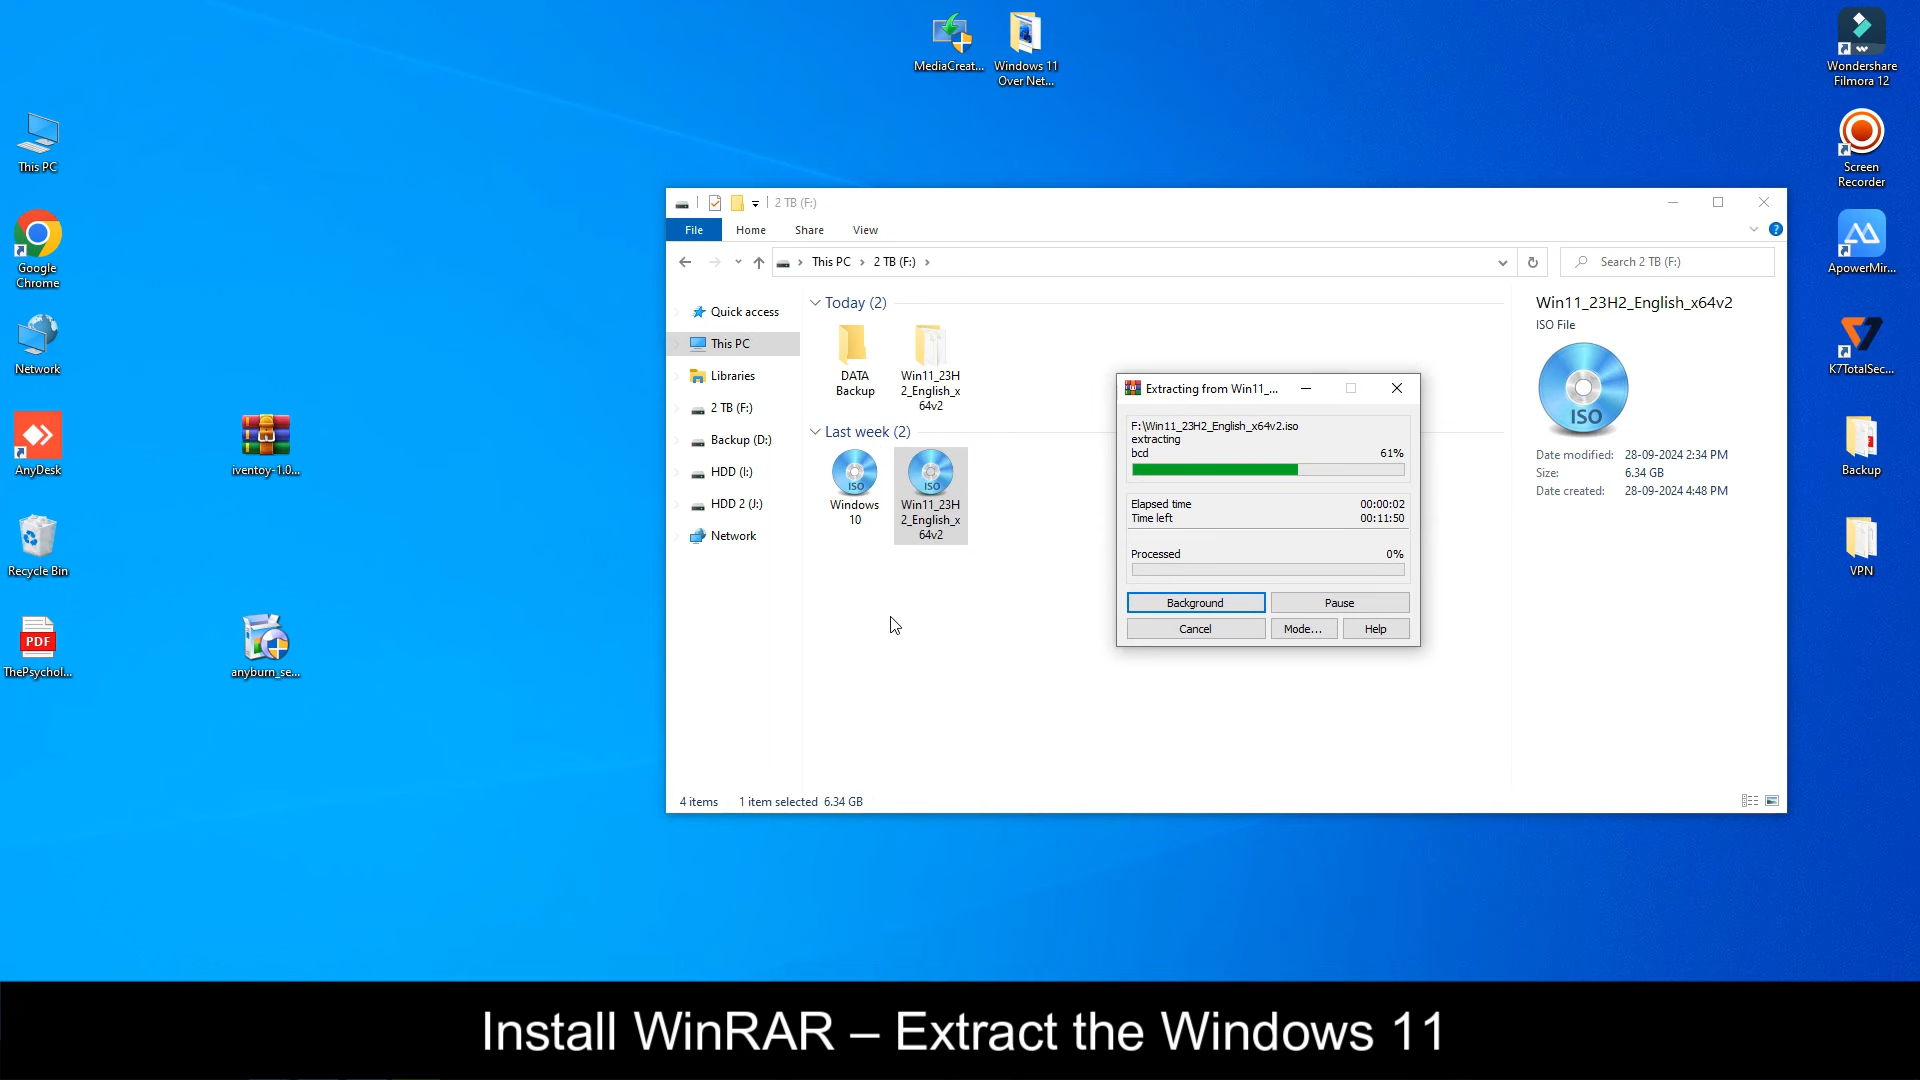 MediaCreat...
Windows 11
Over Net...
Wondershare
Filmora 12
This PC
Screen
Recorder
Google
Chrome
ApowerMir...
Network
K7TotalSec...
AnyDesk
iventoy-1.0...
Backup
Recycle Bin
VPN
PDF
ThePsychol...
anyburn_se...
2 TB (F:)
File
Home
Share
View
This PC
2 TB (F:)
Search 2 TB (F:)
Quick access
This PC
Libraries
2 TB (F:)
Backup (D:)
HDD (I:)
HDD 2 (J:)
Network
Today (2)
DATA
Backup
Win11_23H
2_English_x
64v2
Last week (2)
ISO
Windows
10
ISO
Win11_23H
2_English_x
64v2
Win11_23H2_English_x64v2
ISO File
ISO
Date modified: 28-09-2024 2:34 PM
Size: 6.34 GB
Date created: 28-09-2024 4:48 PM
Extracting from Win11_...
F:\Win11_23H2_English_x64v2.iso
extracting
bcd 61%
Elapsed time 00:00:02
Time left 00:11:50
Processed 0%
Background
Pause
Cancel
Mode...
Help
4 items 1 item selected 6.34 GB
Install WinRAR – Extract the Windows 11